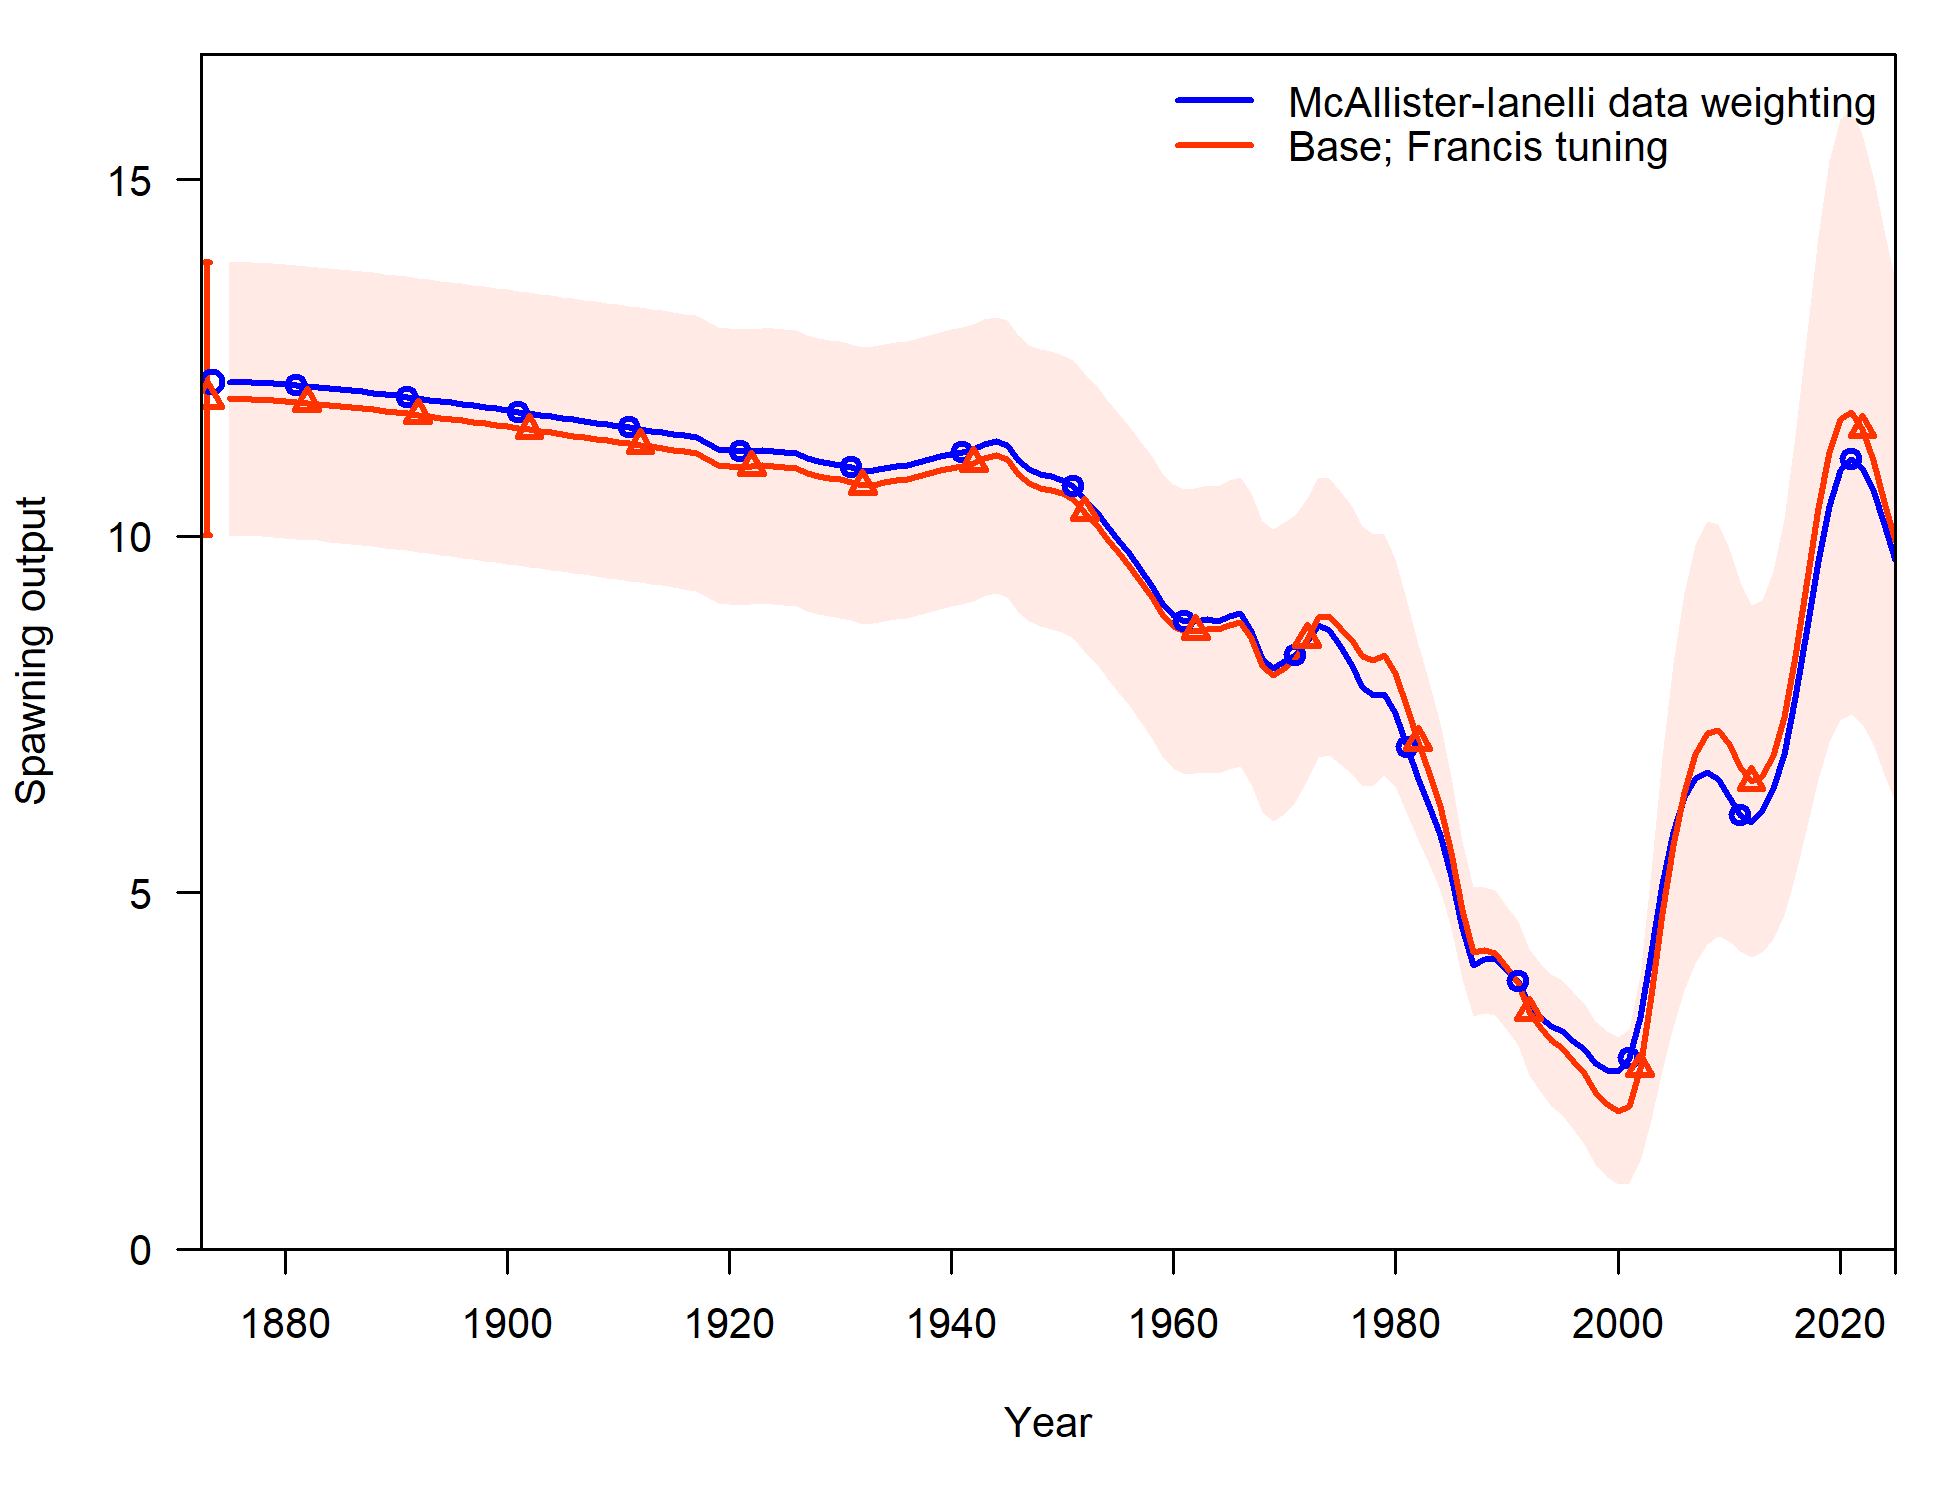 McAllister-Ianelli data weighting
Base; Francis tuning
Spawning output
15
10
5
0
1880 1900 1920 1940 1960 1980 2000 2020
Year